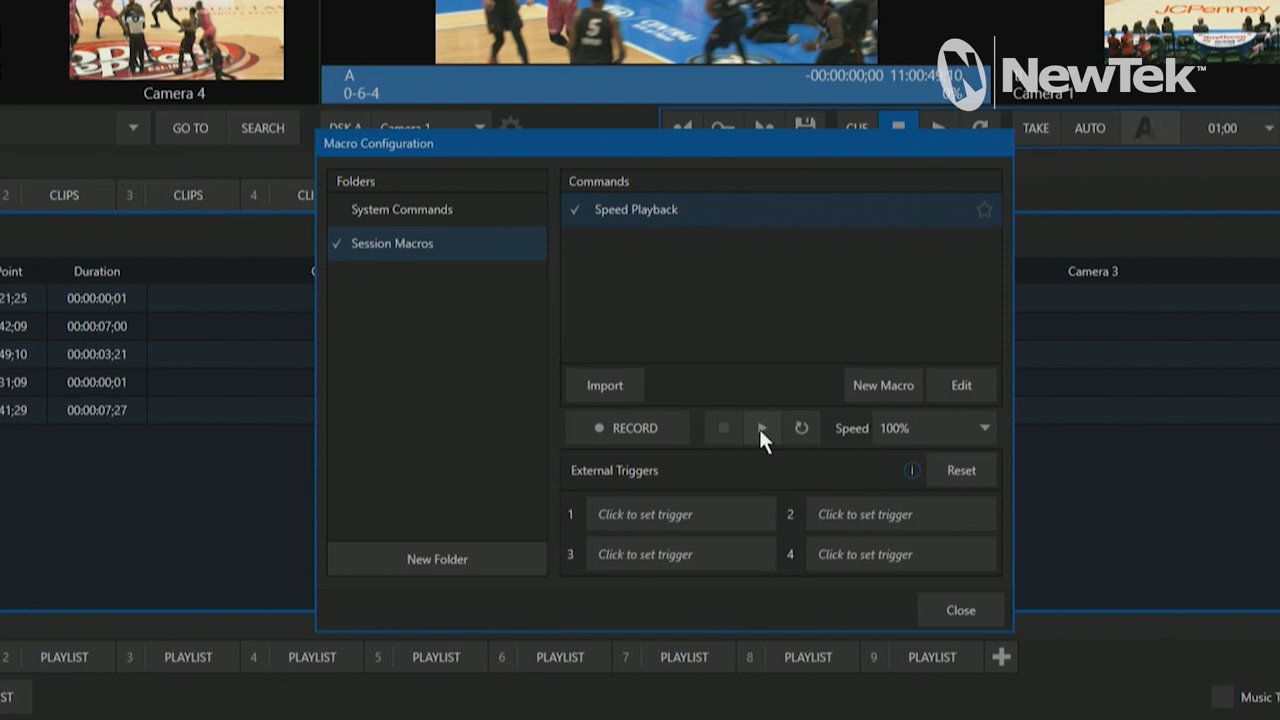 JCPenney
5
NewTek™
A
-00:00:00;00 11:00:49;10
Camera 4
0-6-4
Camera 1
GO TO
SEARCH
DSK A
Camera 1
CUE
TAKE
AUTO
A
01;00
Macro Configuration
Folders
Commands
System Commands
✓ Speed Playback
✓ Session Macros
2 CLIPS
3 CLIPS
4 CLI
Point
Duration
Camera 3
21;25 00:00:00;01
42;09 00:00:07;00
49;10 00:00:03;21
31;09 00:00:00;01
41;29 00:00:07;27
Import
New Macro
Edit
RECORD
Speed 100%
External Triggers
i
Reset
1 Click to set trigger
2 Click to set trigger
3 Click to set trigger
4 Click to set trigger
New Folder
Close
2 PLAYLIST
3 PLAYLIST
4 PLAYLIST
5 PLAYLIST
6 PLAYLIST
7 PLAYLIST
8 PLAYLIST
9 PLAYLIST
+
ST
Music T